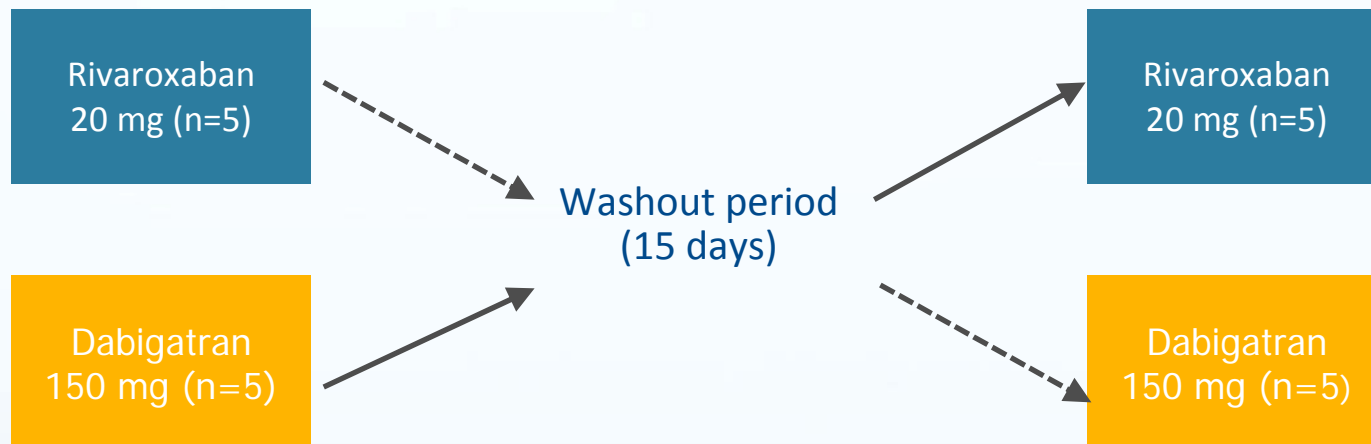 Rivaroxaban
20 mg (n=5)
Dabigatran
150 mg (n=5)
Washout period
(15 days)
Rivaroxaban
20 mg (n=5)
Dabigatran
150 mg (n=5)